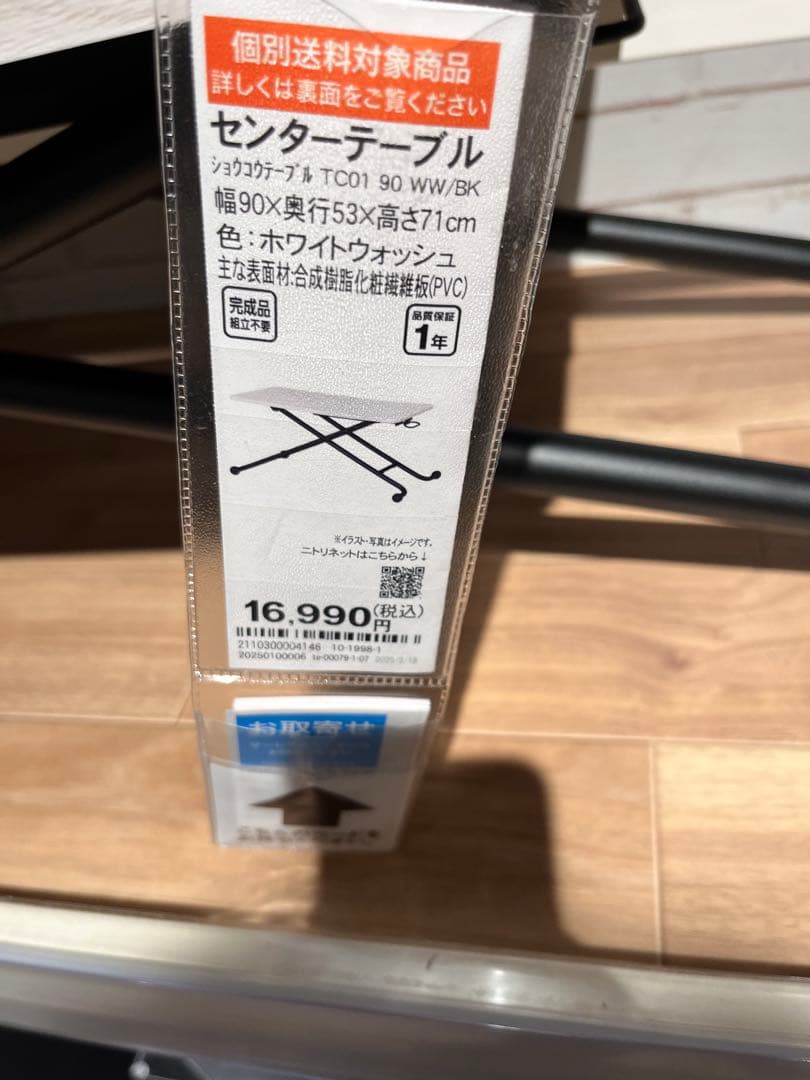 個別送料対象商品
詳しくは裏面をご覧ください
センターテーブル
ショウコウテーブル TC01 90 WW/BK
幅90×奥行53×高さ71cm
色：ホワイトウォッシュ
主な表面材:合成樹脂化粧繊維板(PVC)
完成品
組立不要
品質保証
1年
※イラスト・写真はイメージです。
ニトリネットはこちらから↓
16,990円(税込)
2110300004146 10-1998-1
20250100006 te-00079-1-07 2025/2/18
お取寄せ